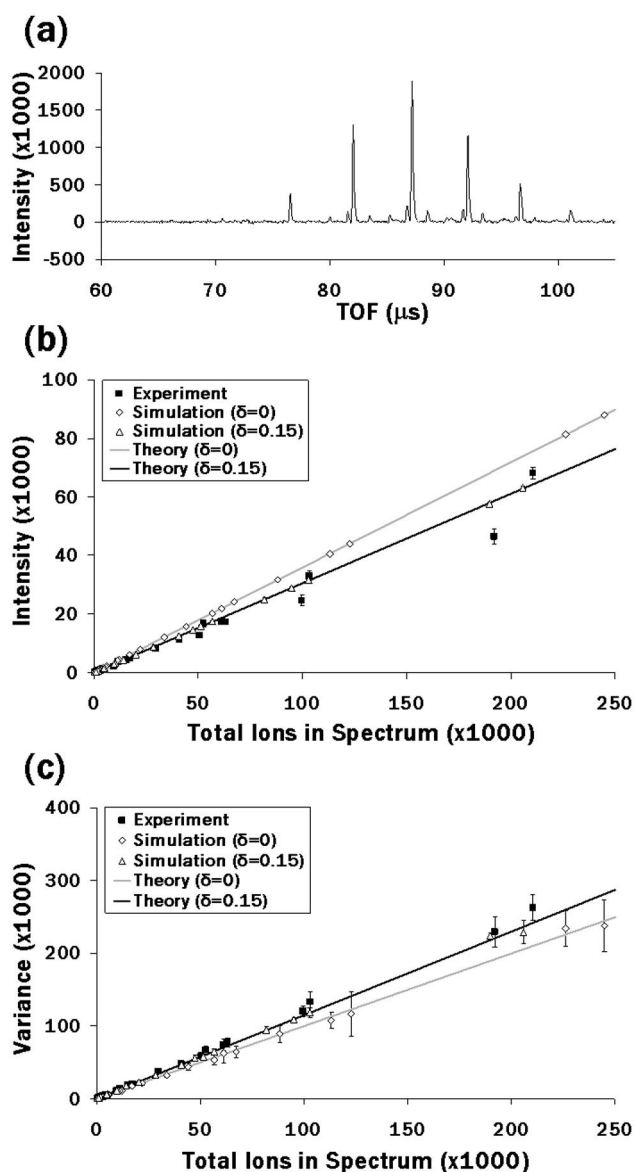 (a)
Intensity (x1000)
2000
1500
1000
500
0
-500
60
70
80
90
100
TOF (μs)
(b)
Intensity (x1000)
100
80
60
40
20
0
Experiment
Simulation (δ=0)
Simulation (δ=0.15)
Theory (δ=0)
Theory (δ=0.15)
0
50
100
150
200
250
Total Ions in Spectrum (x1000)
(c)
Variance (x1000)
400
300
200
100
0
Experiment
Simulation (δ=0)
Simulation (δ=0.15)
Theory (δ=0)
Theory (δ=0.15)
0
50
100
150
200
250
Total Ions in Spectrum (x1000)